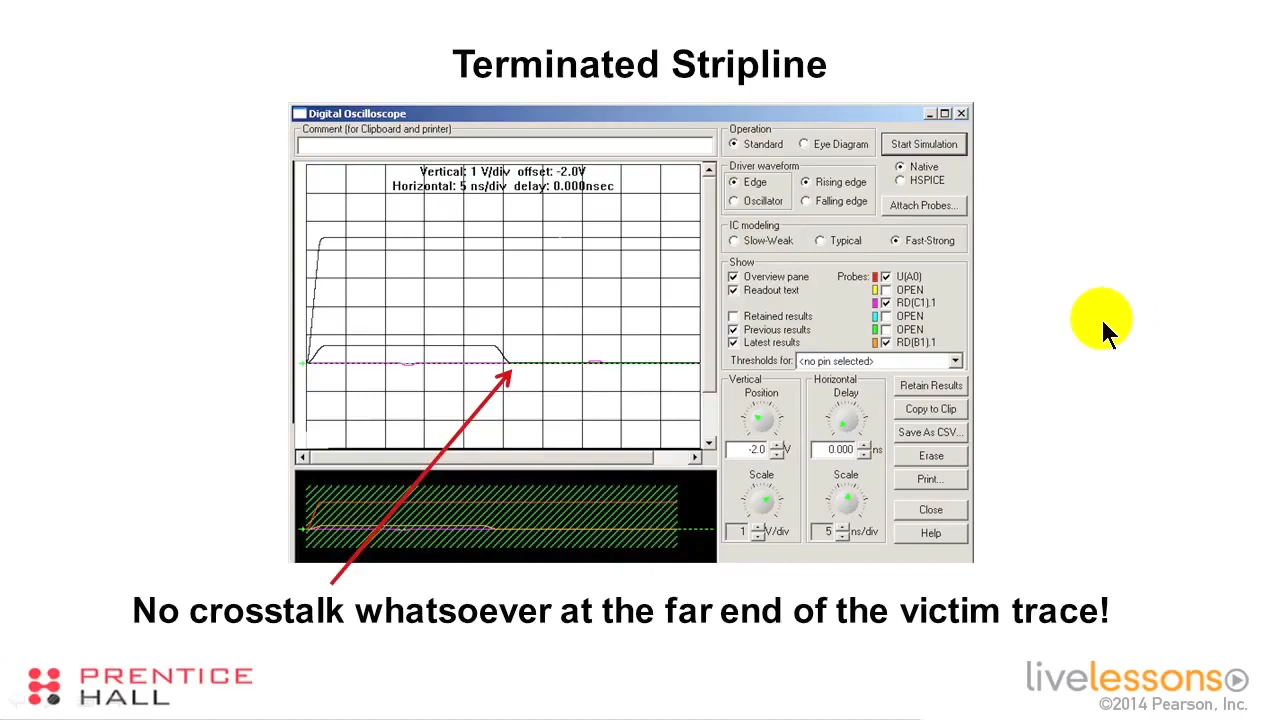 Terminated Stripline
Digital Oscilloscope
Comment (for Clipboard and printer)
Vertical: 1 V/div offset: -2.0V
Horizontal: 5 ns/div delay: 0.000nsec
Operation
Standard Eye Diagram
Start Simulation
Driver waveform
Edge Rising edge
Oscillator Falling edge
Native
HSPICE
Attach Probes...
IC modeling
Slow-Weak Typical Fast-Strong
Show
Overview pane Probes: U(A0)
Readout text OPEN
RD(C1).1
Retained results OPEN
Previous results OPEN
Latest results RD(B1).1
Thresholds for: <no pin selected>
Vertical
Position
-2.0 V
Scale
1 V/div
Horizontal
Delay
0.000 ns
Scale
5 ns/div
Retain Results
Copy to Clip
Save As CSV...
Erase
Print...
Close
Help
No crosstalk whatsoever at the far end of the victim trace!
PRENTICE
HALL
livelessons
©2014 Pearson, Inc.